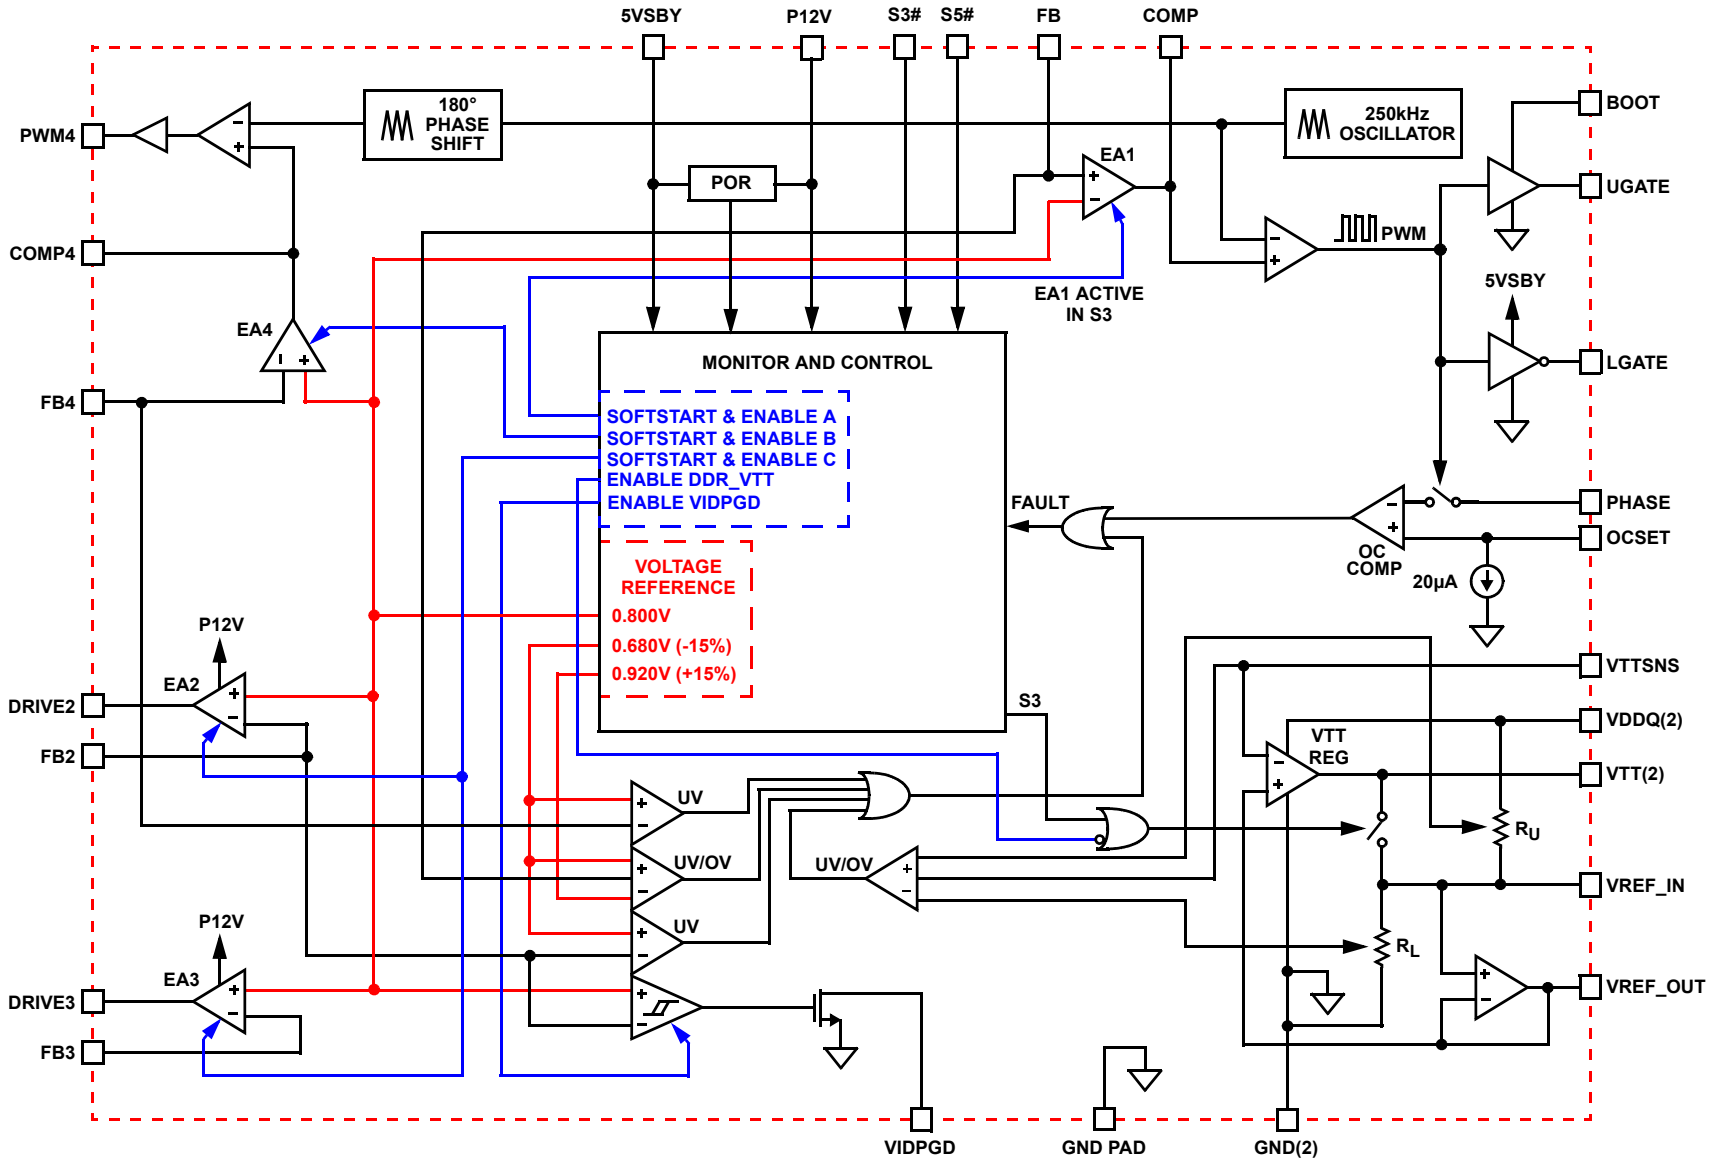 5VSBY
P12V
S3#
S5#
FB
COMP
BOOT
PWM4
180°
PHASE
SHIFT
250kHz
OSCILLATOR
EA1
POR
UGATE
PWM
COMP4
5VSBY
EA1 ACTIVE
IN S3
EA4
LGATE
MONITOR AND CONTROL
FB4
SOFTSTART & ENABLE A
SOFTSTART & ENABLE B
SOFTSTART & ENABLE C
ENABLE DDR_VTT
ENABLE VIDPGD
FAULT
PHASE
OCSET
OC
COMP
20µA
VOLTAGE
REFERENCE
0.800V
0.680V (-15%)
0.920V (+15%)
P12V
EA2
DRIVE2
FB2
S3
VTTSNS
VDDQ(2)
VTT
REG
VTT(2)
UV
RU
UV/OV
UV/OV
VREF_IN
UV
RL
P12V
EA3
DRIVE3
FB3
VREF_OUT
VIDPGD
GND PAD
GND(2)